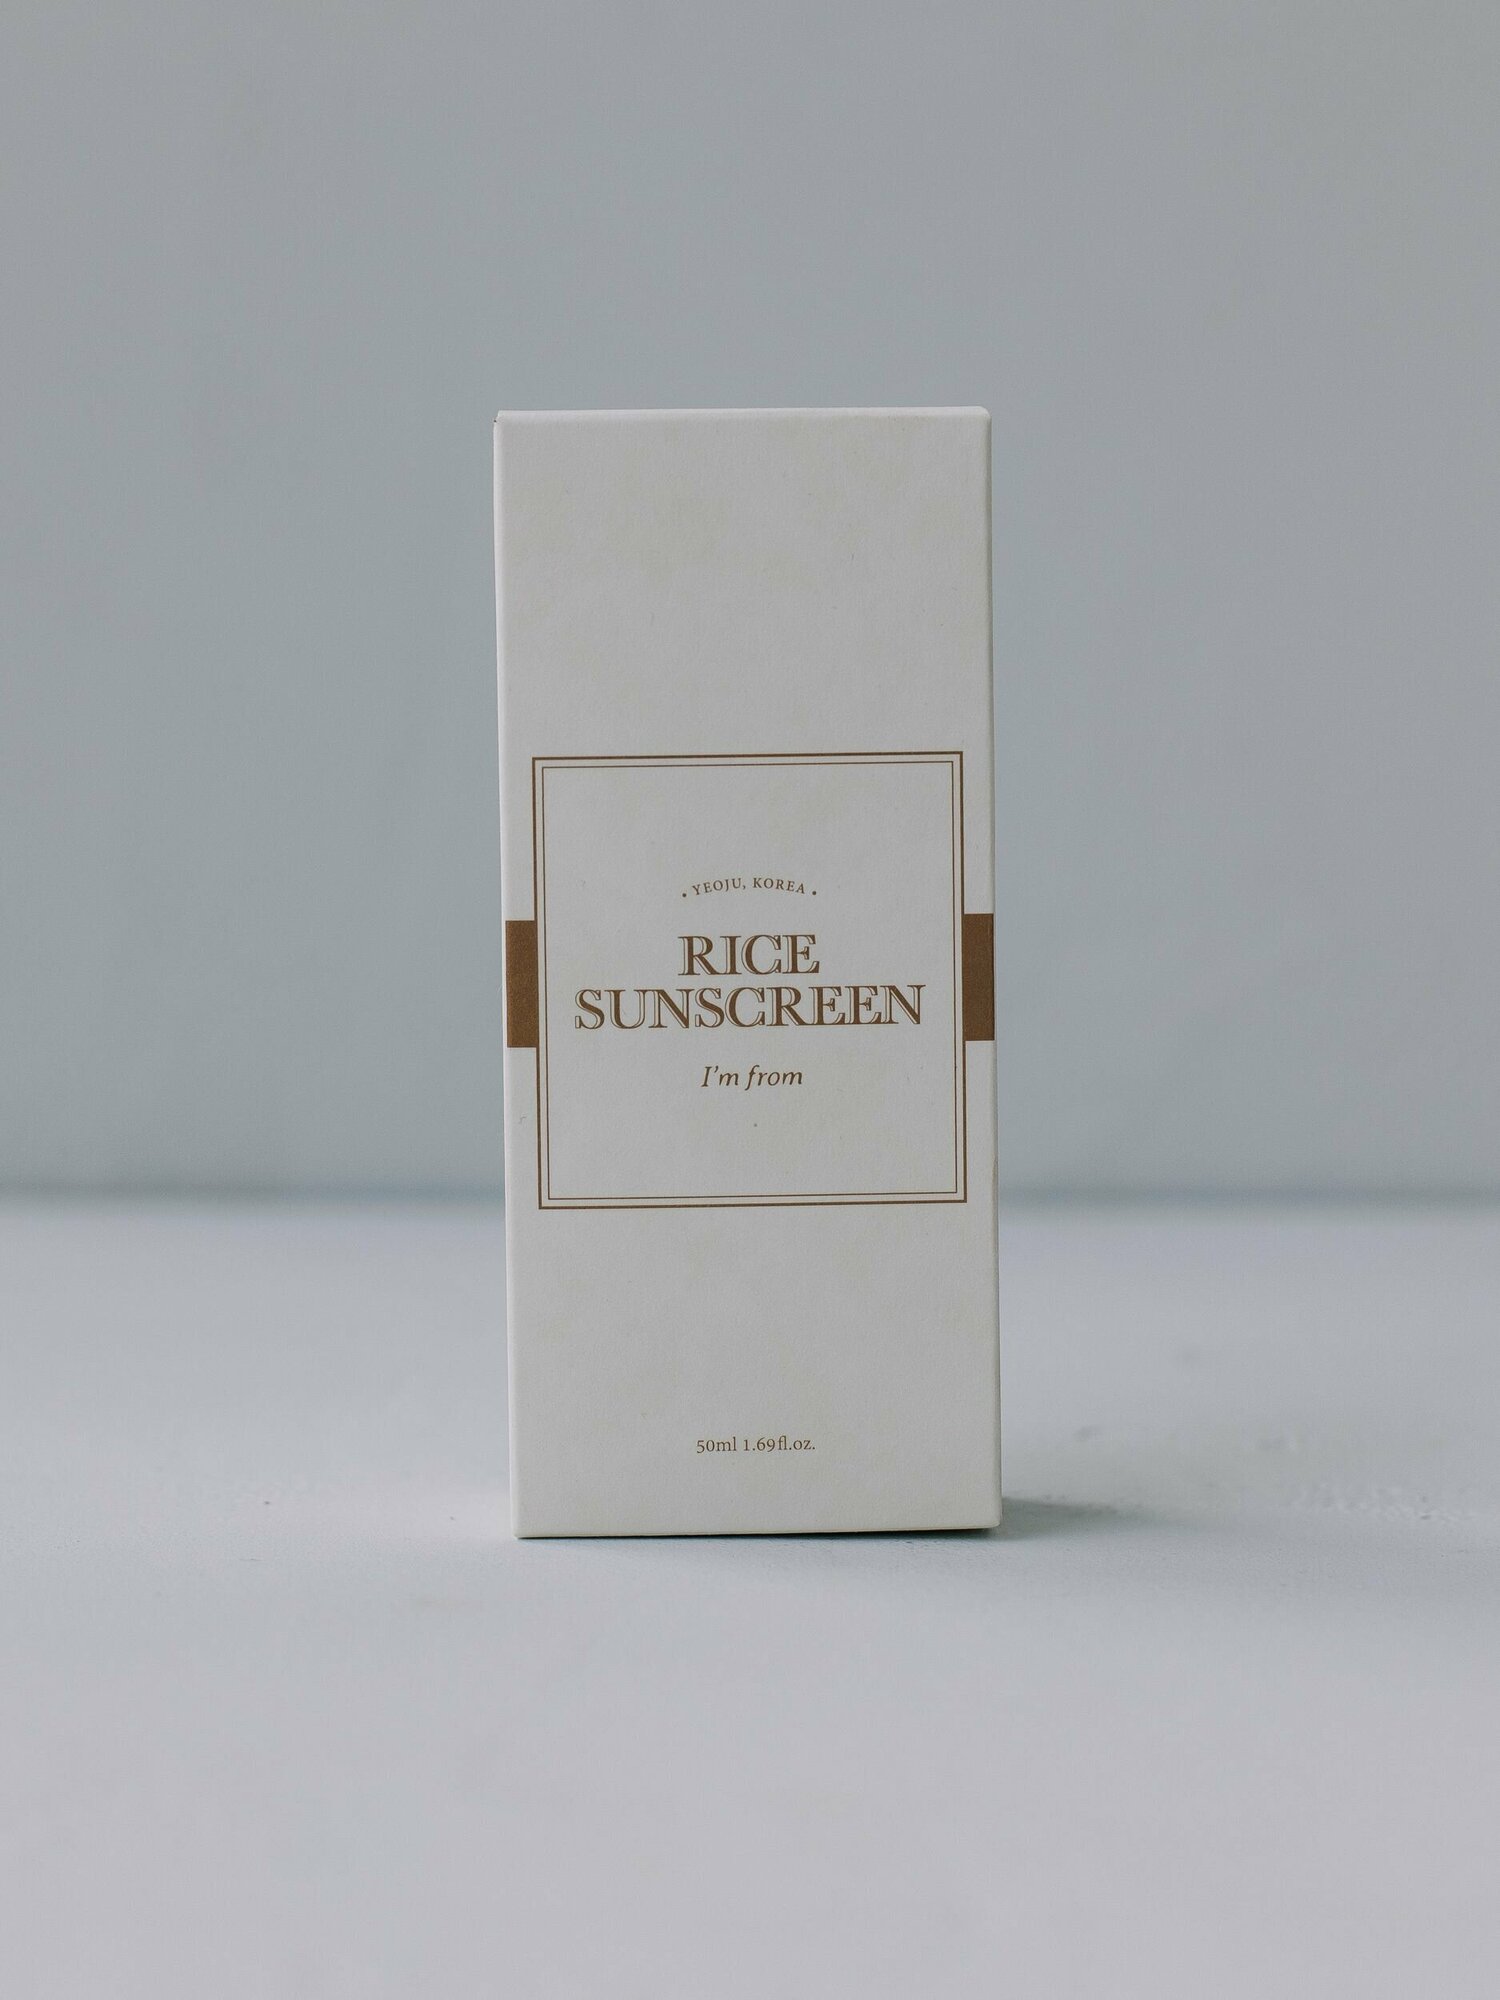 • YEOJU, KOREA •
RICE
SUNSCREEN
I'm from
50ml 1.69fl.oz.